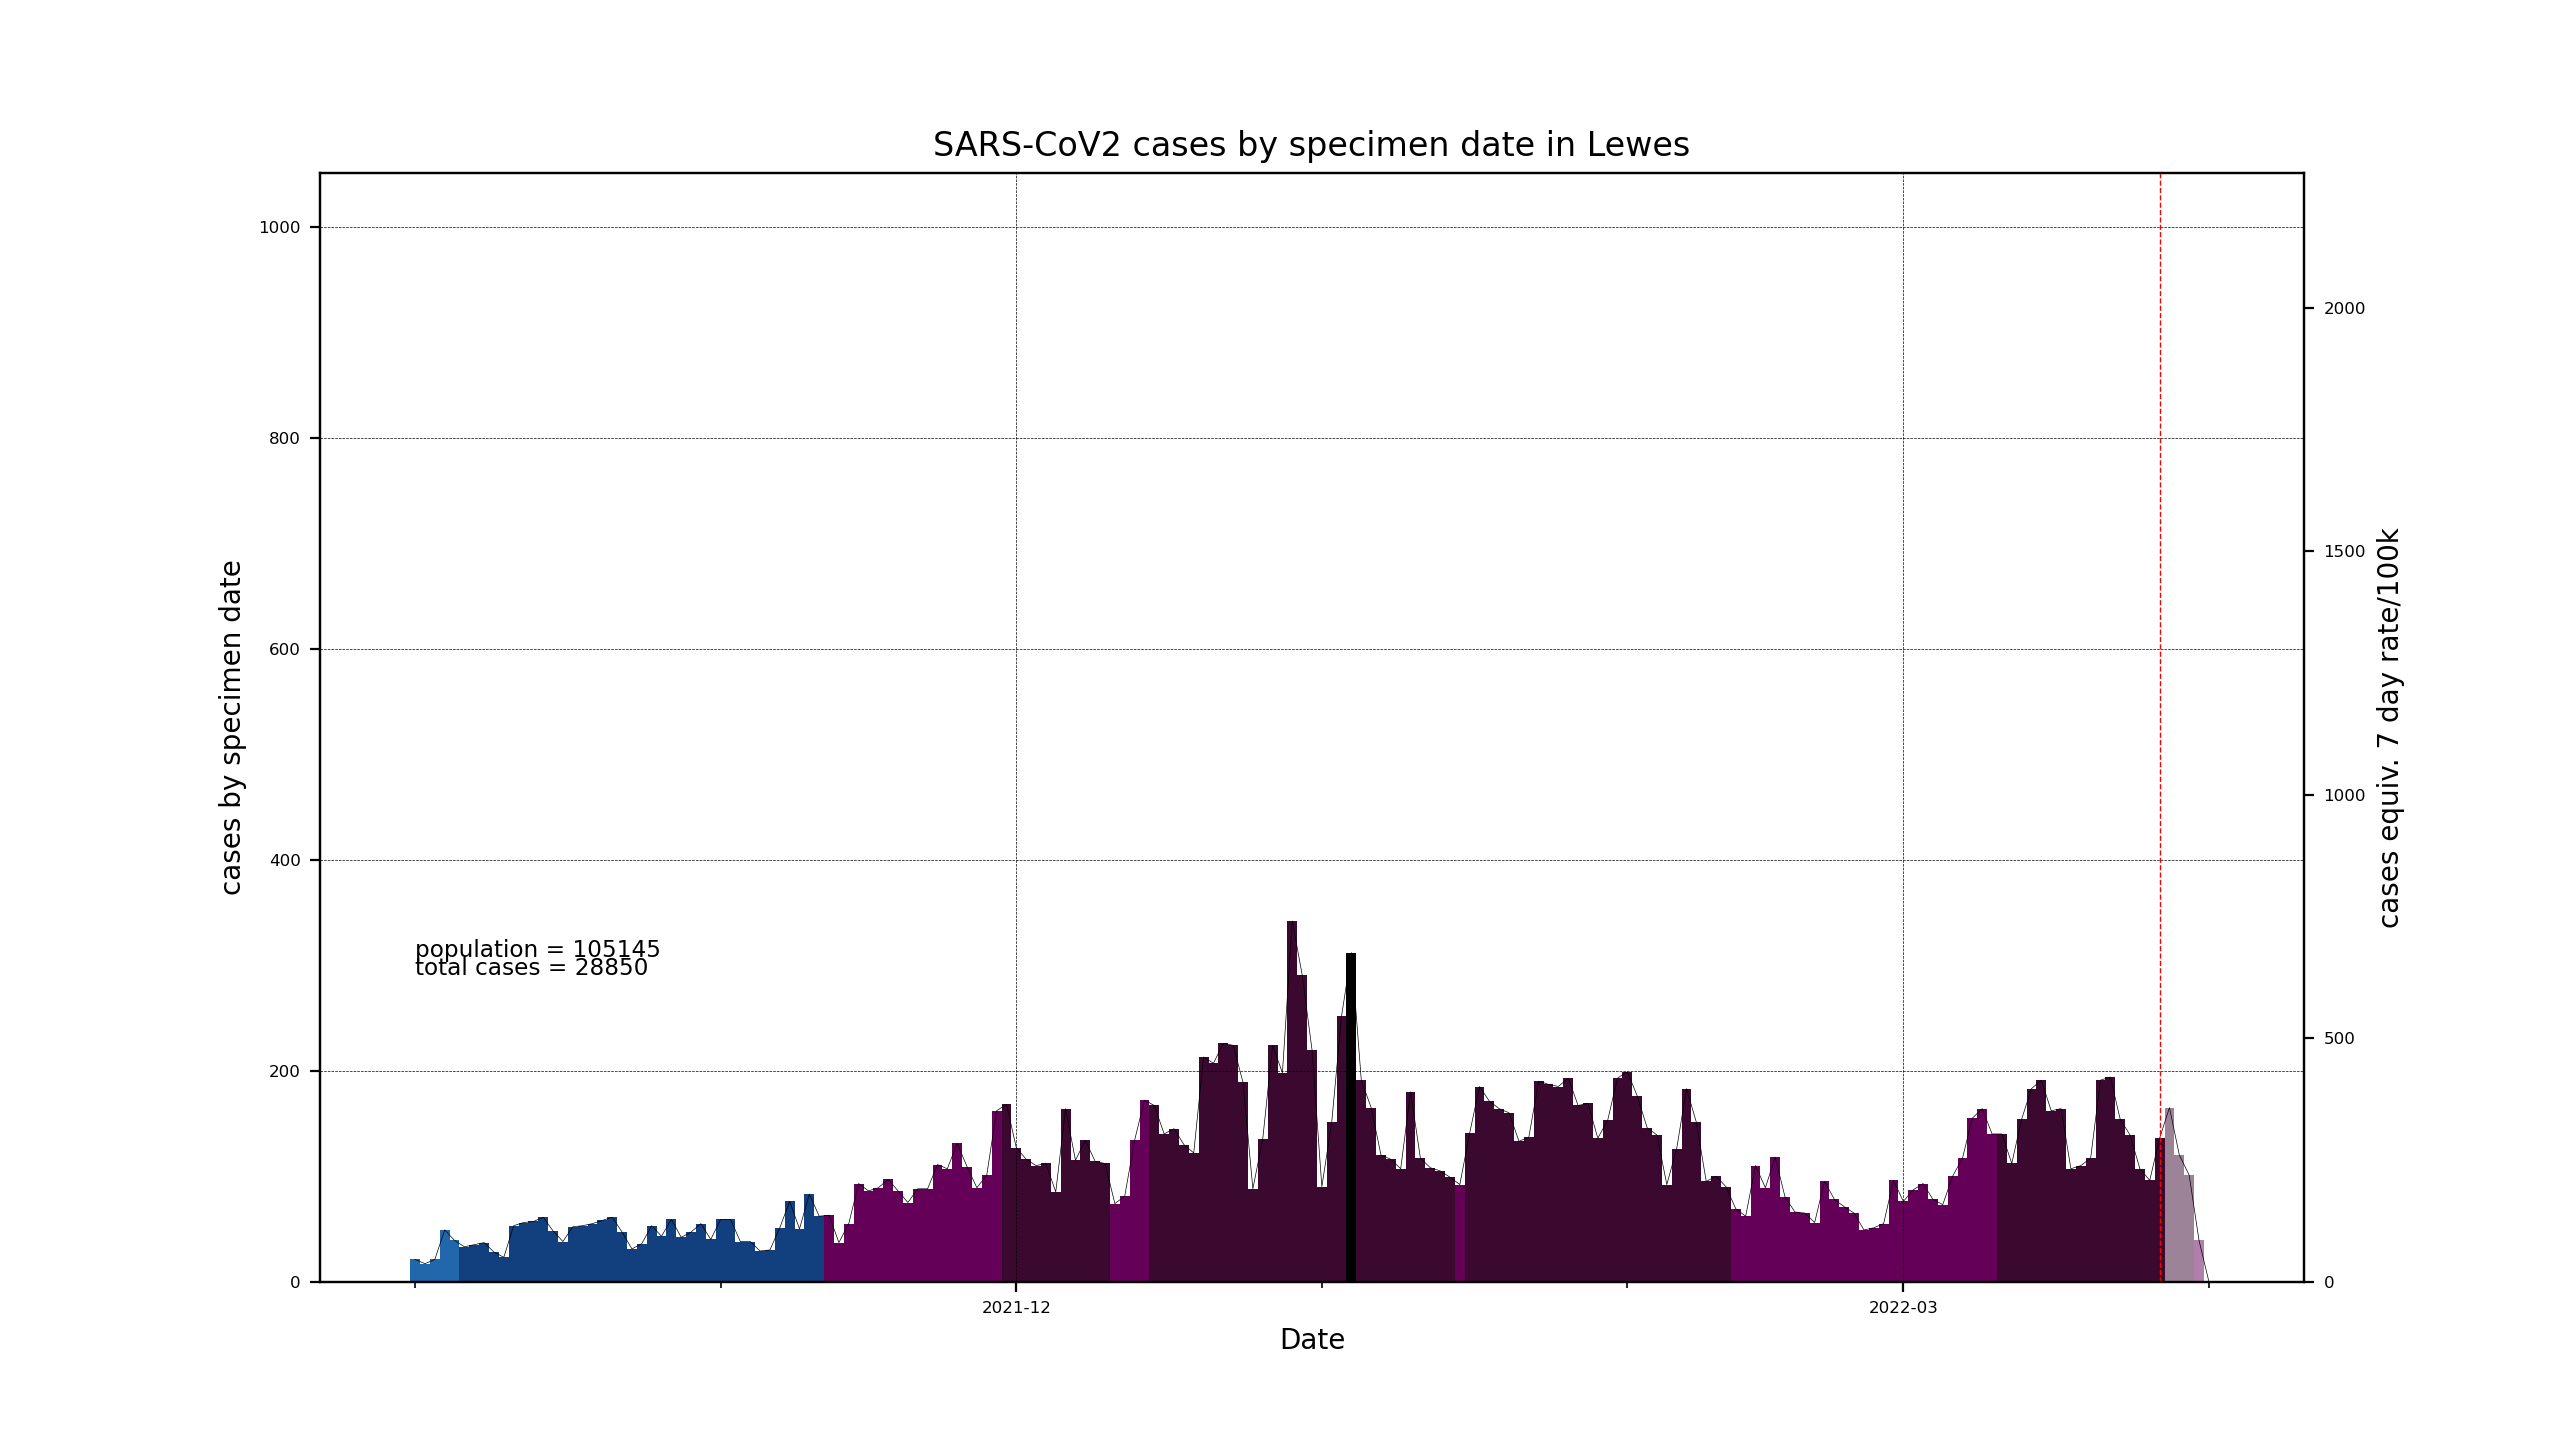 SARS-CoV2 cases by specimen date in Lewes
cases by specimen date
1000
800
600
400
200
0
population = 105145
total cases = 28850
2021-12
2022-03
Date
2000
1500
1000
500
0
cases equiv. 7 day rate/100k